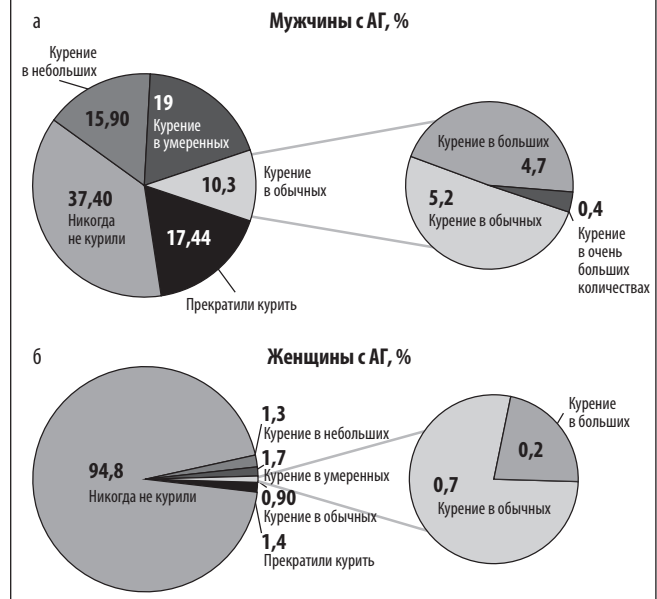 а
Мужчины с АГ, %
Курение
в небольших
15,90
19
Курение
в умеренных
10,3
Курение
в обычных
37,40
Никогда
не курили
17,44
Прекратили курить
Курение в больших
4,7
5,2
Курение в обычных
0,4
Курение
в очень
больших
количествах
б
Женщины с АГ, %
94,8
Никогда не курили
1,3
Курение в небольших
1,7
Курение в умеренных
0,90
Курение в обычных
1,4
Прекратили курить
Курение
в больших
0,2
0,7
Курение в обычных